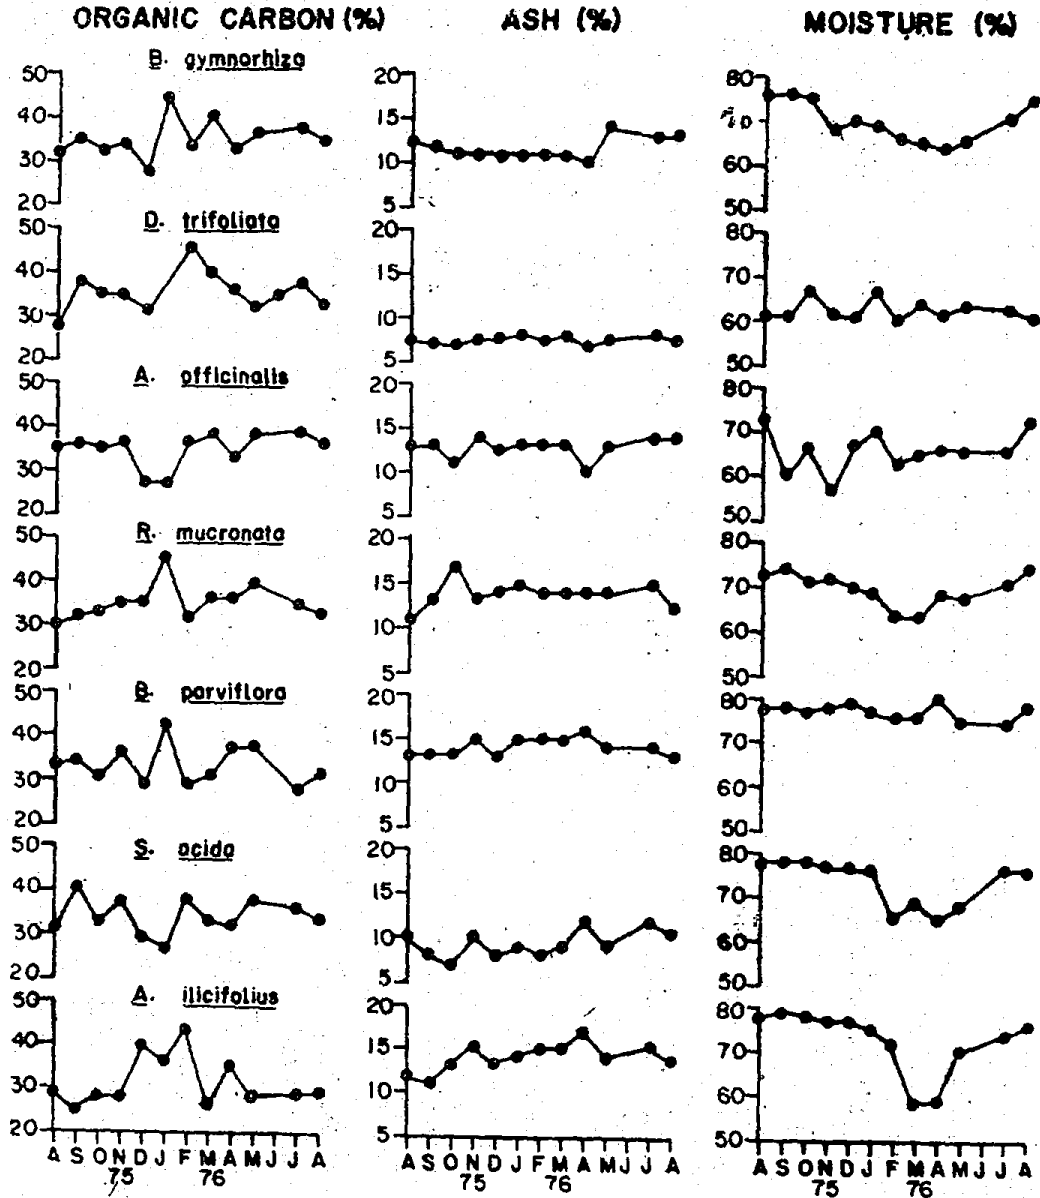 ORGANIC CARBON (%) ASH (%) MOISTURE (%)
B. gymnorhiza
50 20 80
40 15
30 10 60
20 5 50
D. trifoliata
50 20 80
40 15 70
30 10 60
20 5 50
A. officinalis
50 20 80
40 15 70
30 10 60
20 5 50
R. mucronata
50 20 80
40 15 70
30 10 60
20 5 50
B. parviflora
50 20 80
40 15 70
30 10 60
20 5 50
S. acida
50 20 80
40 15 70
30 10 60
20 5 50
A. ilicifolius
50 20 80
40 15 70
30 10 60
20 5 50
A S O N D J F M A M J J A A S O N D J F M A M J J A A S O N D J F M A M J J A
75 76 75 76 75 76